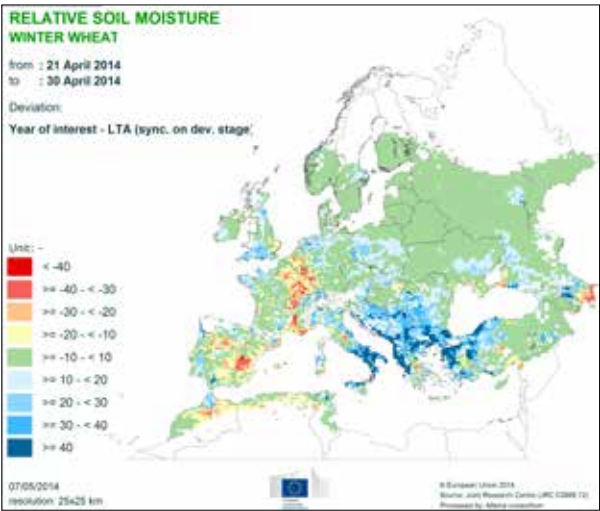 RELATIVE SOIL MOISTURE
WINTER WHEAT
from : 21 April 2014
to : 30 April 2014
Deviation:
Year of interest - LTA (sync. on dev. stage)
Unit: -
< -40
>= -40 - < -30
>= -30 - < -20
>= -20 - < -10
>= -10 - < 10
>= 10 - < 20
>= 20 - < 30
>= 30 - < 40
>= 40
07/05/2014
resolution: 25x25 km
© European Union 2014
Source: Joint Research Centre
Processed by: Alterra consortium